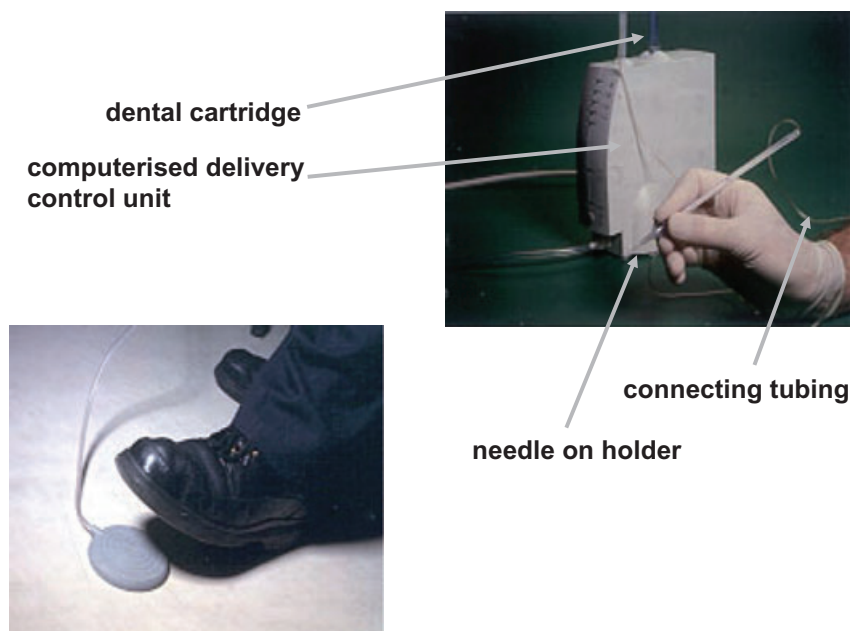 dental cartridge
computerised delivery
control unit
connecting tubing
needle on holder